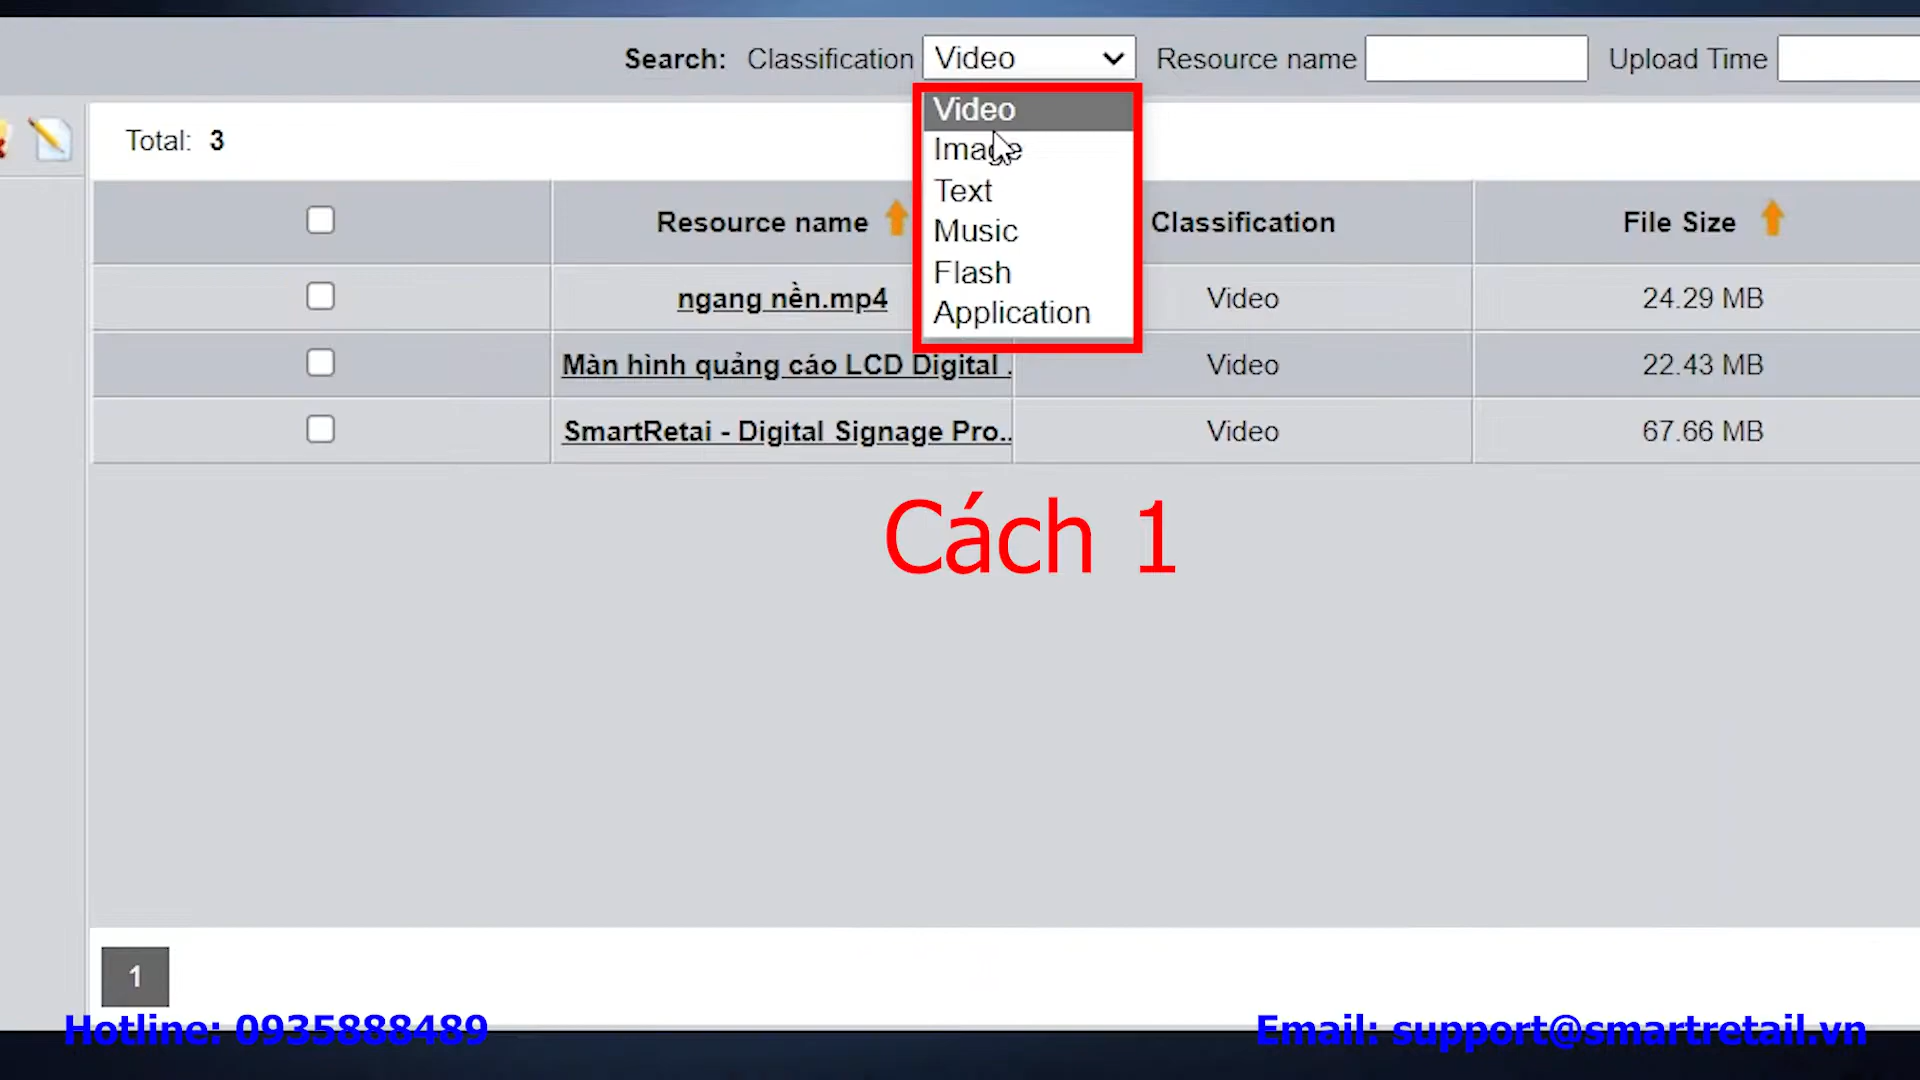 Search: Classification Video Resource name Upload Time
Video
Image
Text
Music
Flash
Application
Total: 3
Resource name Classification File Size
ngang nền.mp4 Video 24.29 MB
Màn hình quảng cáo LCD Digital . Video 22.43 MB
SmartRetai - Digital Signage Pro.. Video 67.66 MB
Cách 1
1
Hotline: 0935888489 Email: support@smartretail.vn